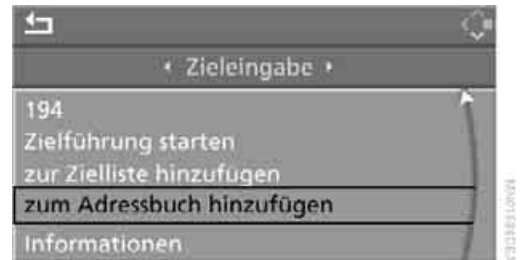 Zieleingabe
194
Zielführung starten
zur Zielliste hinzufügen
zum Adressbuch hinzufügen
Informationen